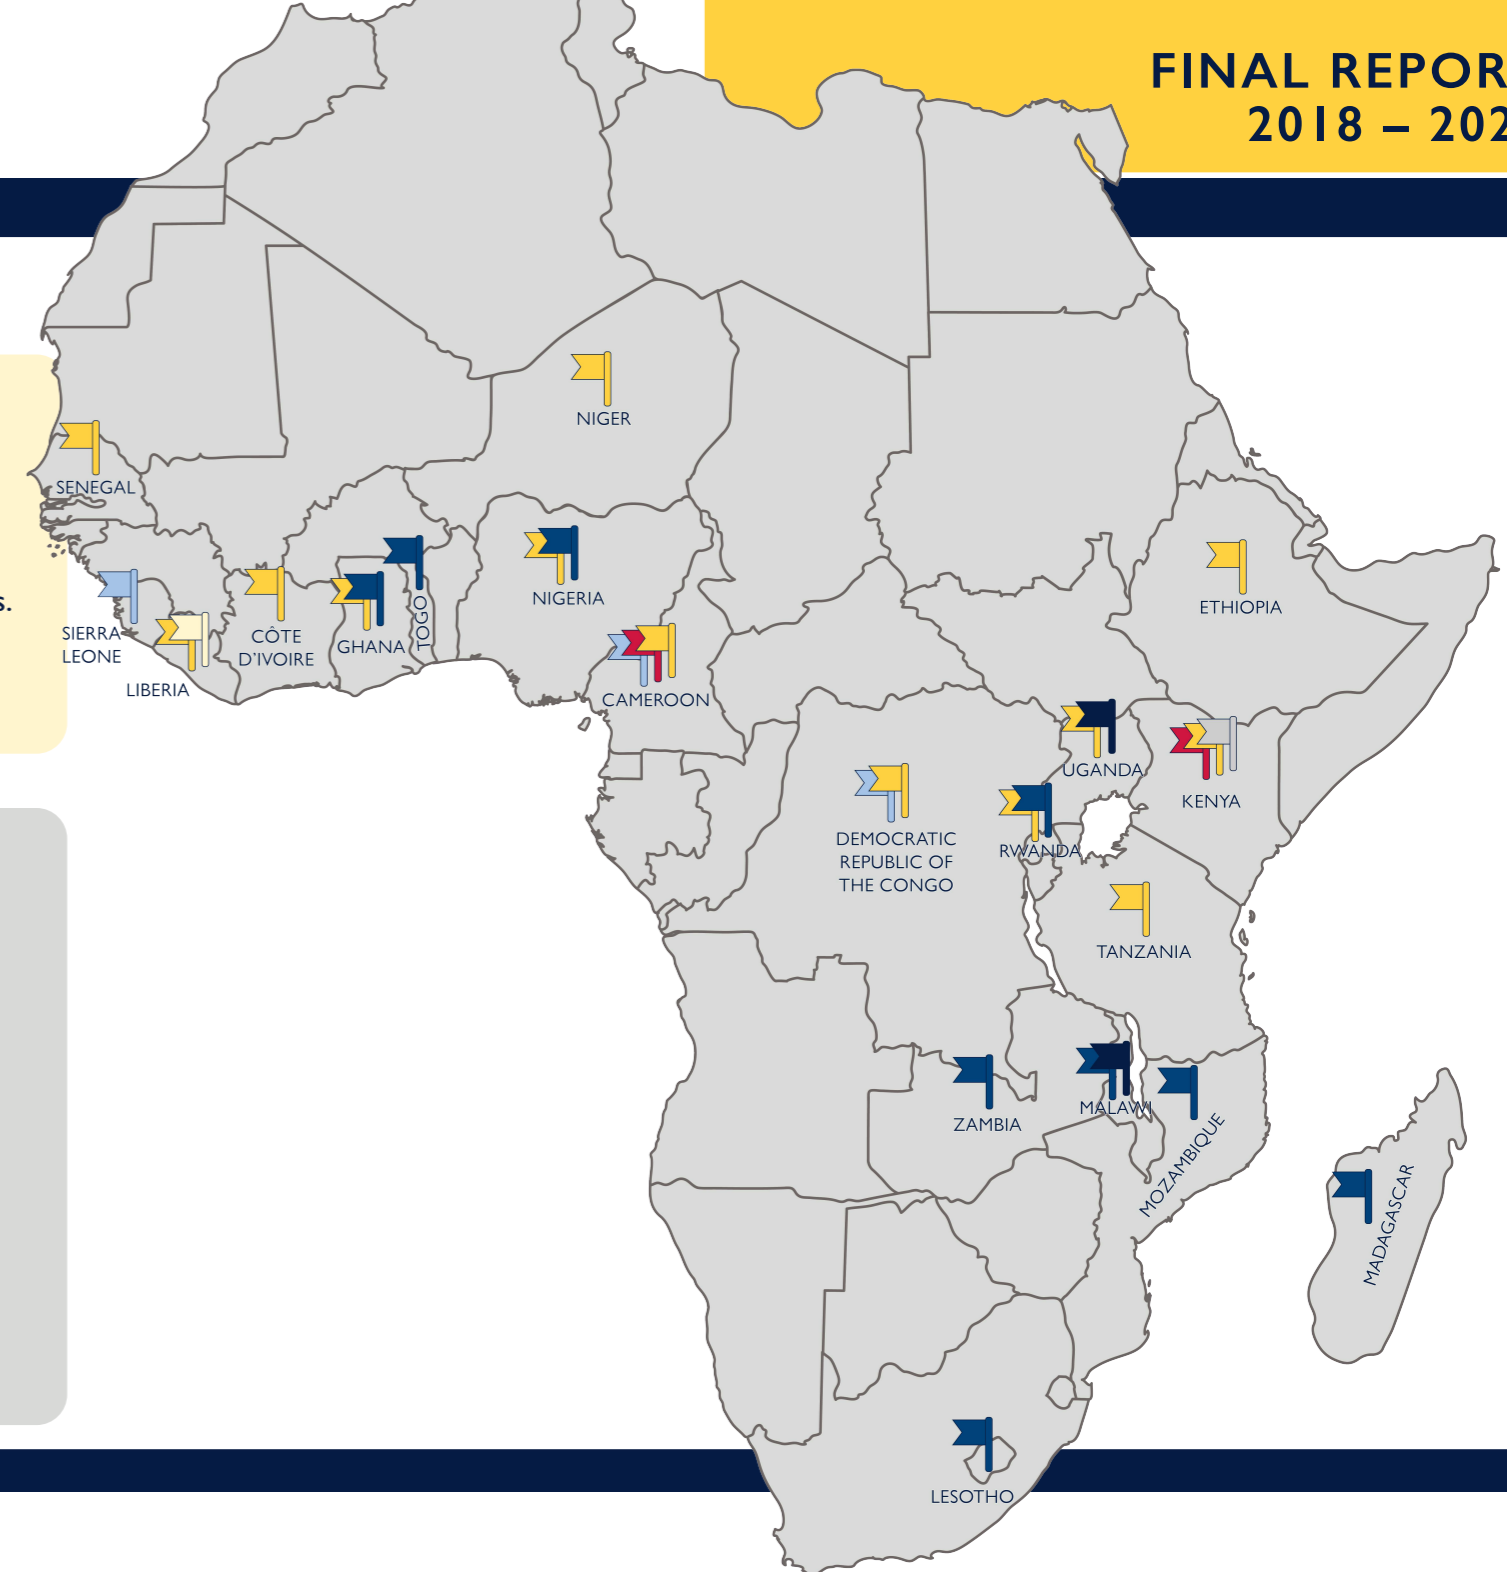 FINAL REPOR
2018 – 202
s.
NIGER
SENEGAL
SIERRA
LEONE
LIBERIA
CÔTE
D'IVOIRE
GHANA
TOGO
NIGERIA
CAMEROON
ETHIOPIA
UGANDA
KENYA
RWANDA
DEMOCRATIC
REPUBLIC OF
THE CONGO
TANZANIA
ZAMBIA
MALAWI
MOZAMBIQUE
MADAGASCAR
LESOTHO